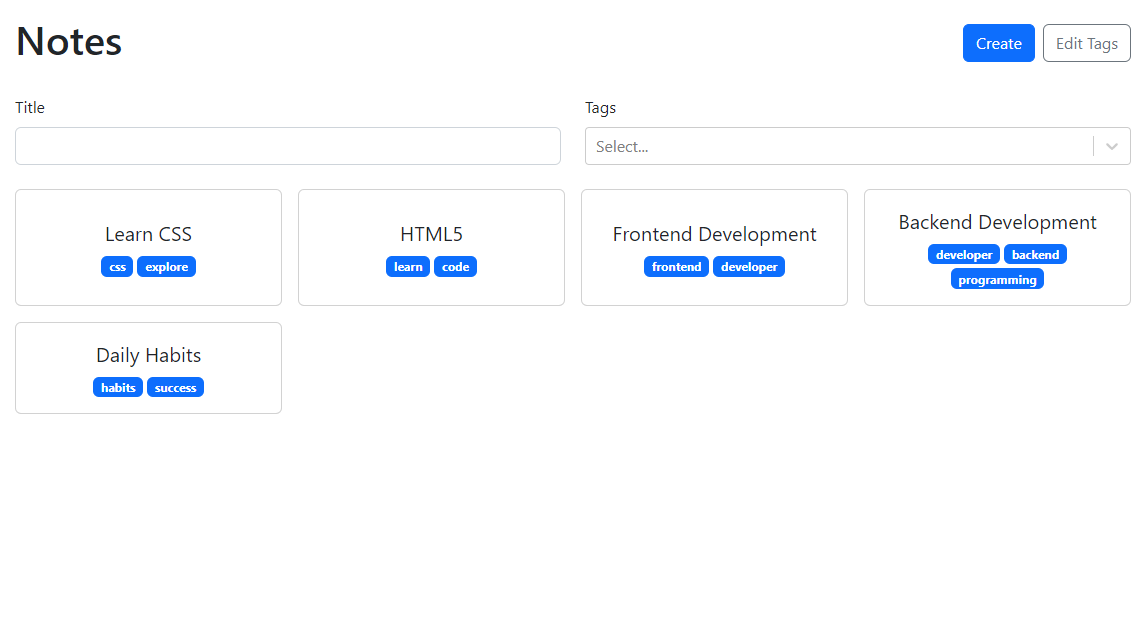 Notes
Create
Edit Tags
Title
Tags
Select...
Learn CSS
css explore
HTML5
learn code
Frontend Development
frontend developer
Backend Development
developer backend
programming
Daily Habits
habits success